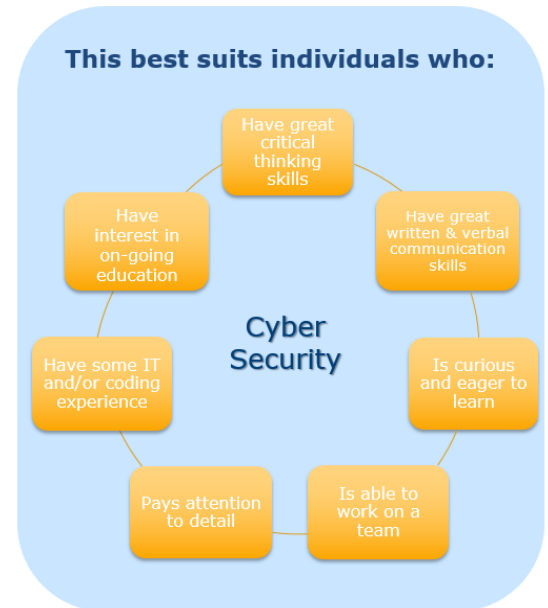 This best suits individuals who:
Have great
critical
thinking
skills
Have great
written & verbal
communication
skills
Is curious
and eager to
learn
Is able to
work on a
team
Pays attention
to detail
Have some IT
and/or coding
experience
Have
interest in
on-going
education
Cyber
Security